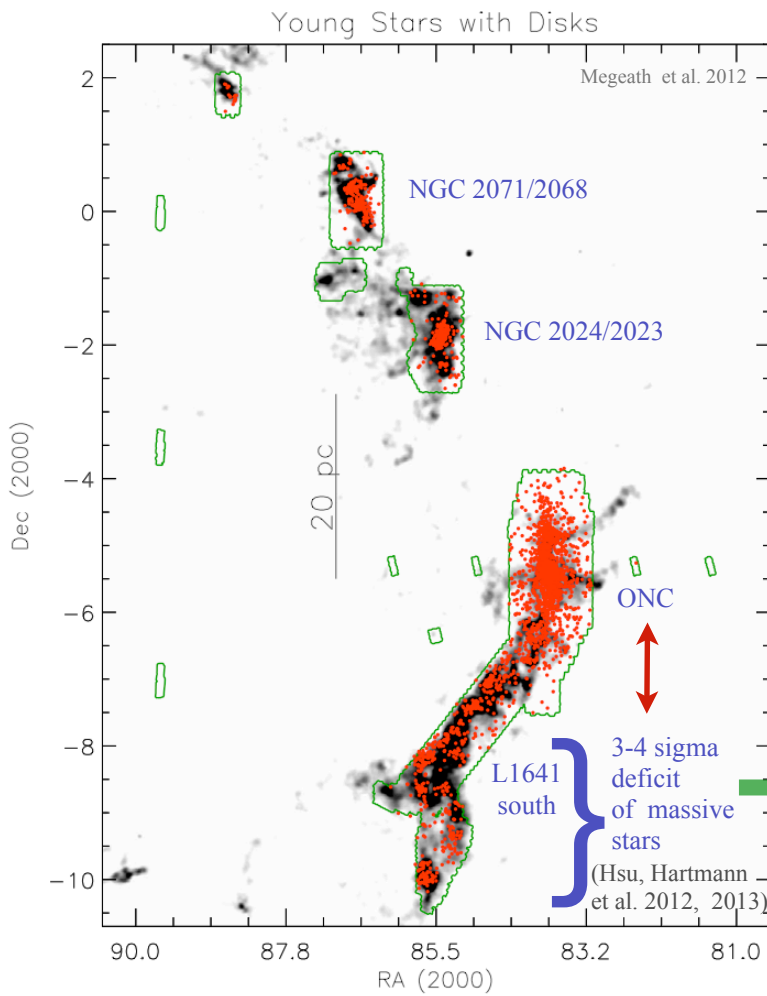 Young Stars with Disks
Megeath et al. 2012
2
0
−2
−4
−6
−8
−10
Dec (2000)
NGC 2071/2068
NGC 2024/2023
20 pc
ONC
L1641
south
3-4 sigma
deficit
of massive
stars
(Hsu, Hartmann
et al. 2012, 2013)
90.0
87.8
85.5
83.2
81.0
RA (2000)